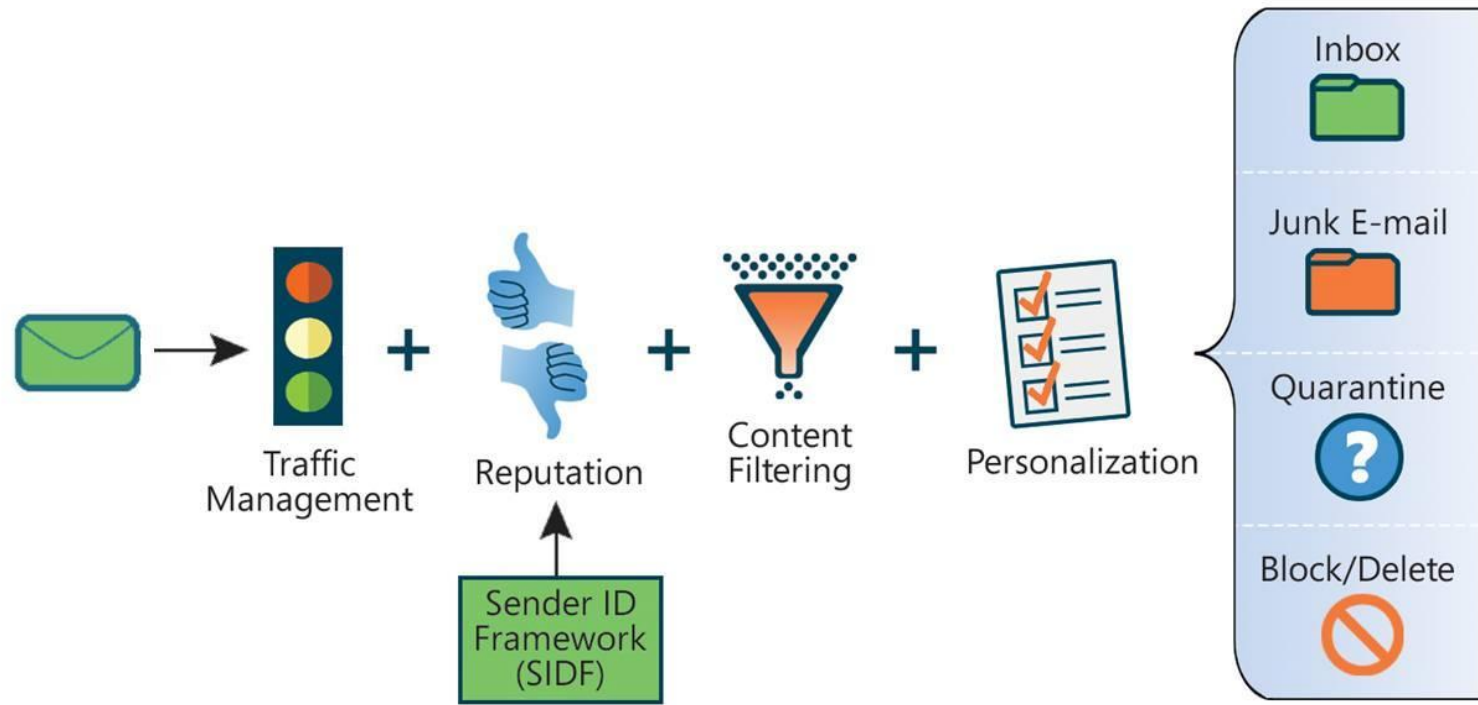 Traffic
Management
Reputation
Sender ID
Framework
(SIDF)
Content
Filtering
Personalization
Inbox
Junk E-mail
Quarantine
?
Block/Delete